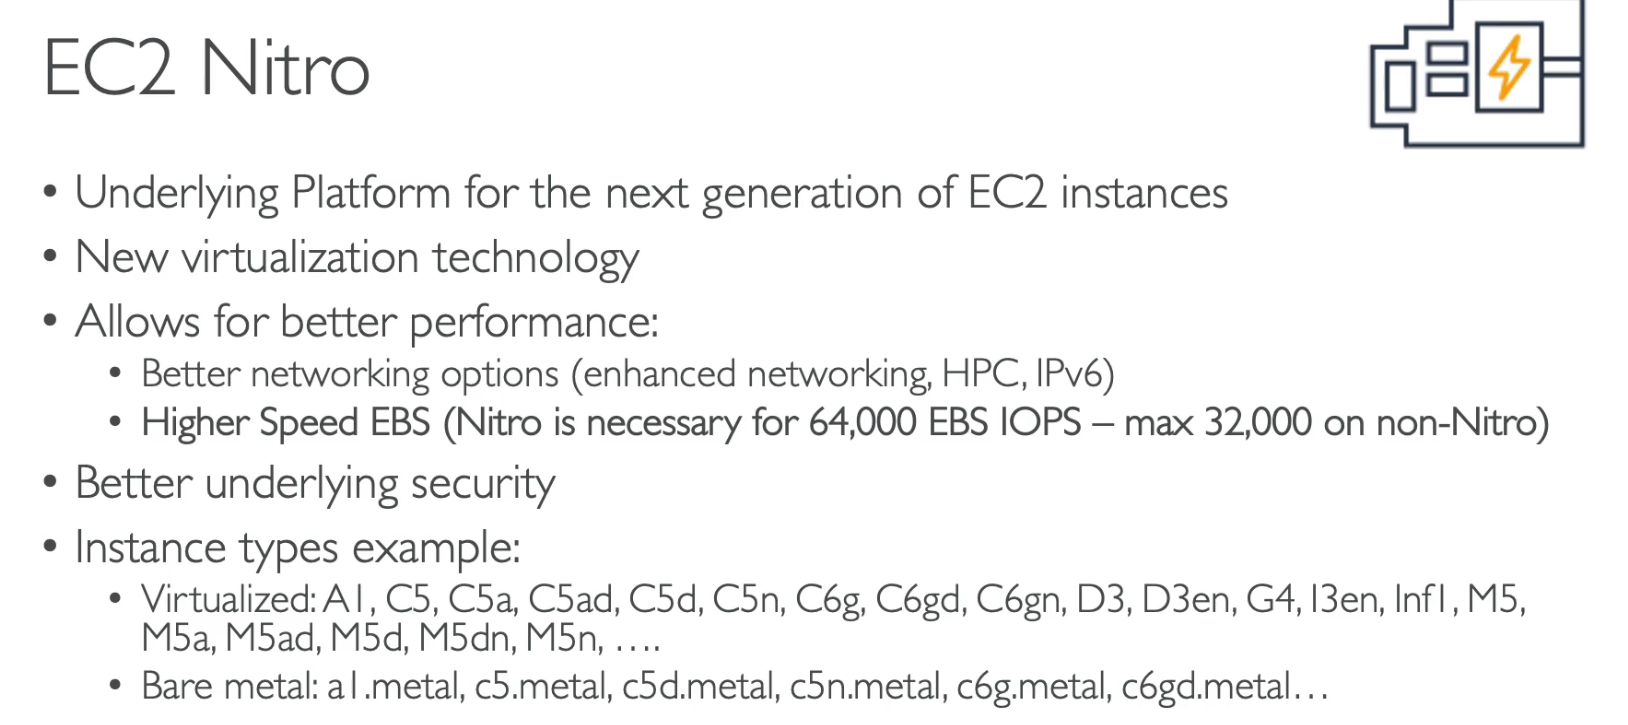 EC2 Nitro
• Underlying Platform for the next generation of EC2 instances
• New virtualization technology
• Allows for better performance:
• Better networking options (enhanced networking, HPC, IPv6)
• Higher Speed EBS (Nitro is necessary for 64,000 EBS IOPS – max 32,000 on non-Nitro)
• Better underlying security
• Instance types example:
• Virtualized: A1, C5, C5a, C5ad, C5d, C5n, C6g, C6gd, C6gn, D3, D3en, G4, I3en, Inf1, M5,
M5a, M5ad, M5d, M5dn, M5n, ….
• Bare metal: a1.metal, c5.metal, c5d.metal, c5n.metal, c6g.metal, c6gd.metal…